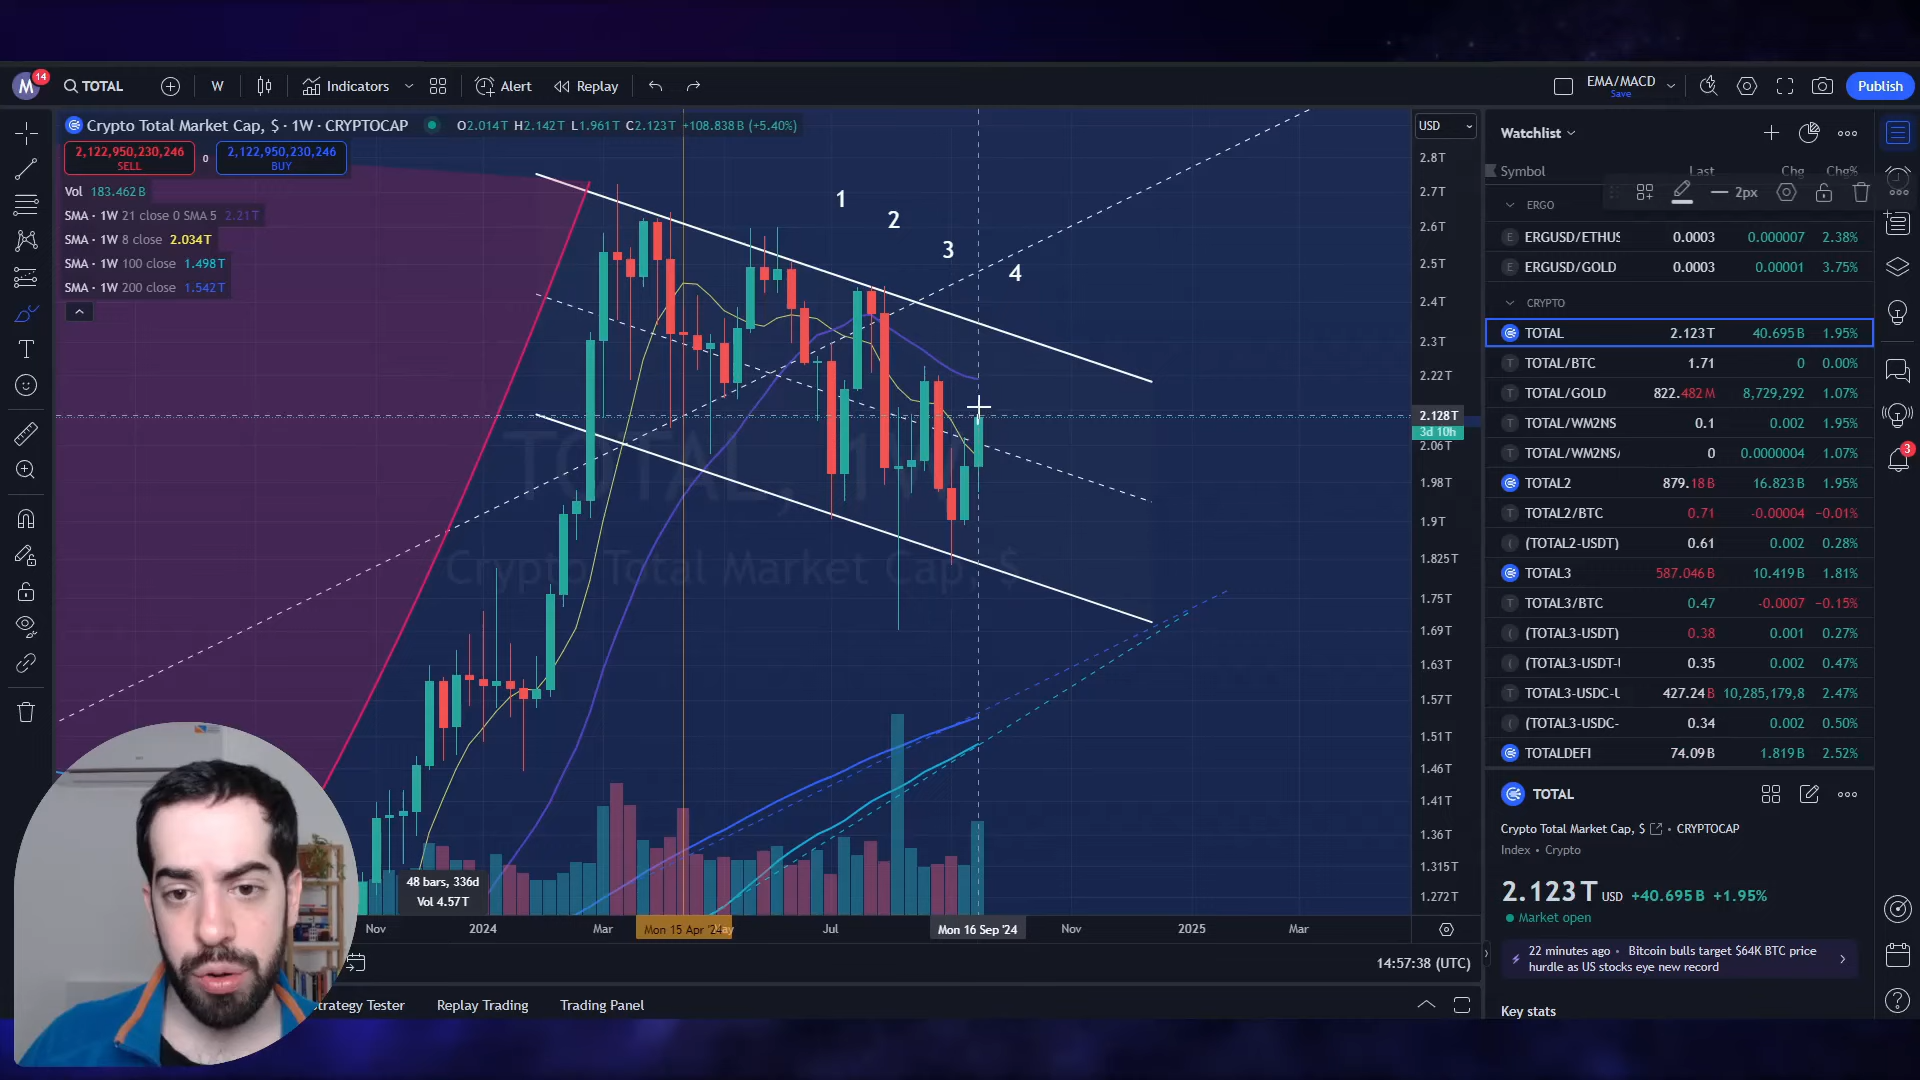 M
14
TOTAL
W
Indicators
Alert
Replay
EMA/MACD
Save
Publish
Crypto Total Market Cap, $ · 1W · CRYPTOCAP
O2.014T H2.142T L1.961T C2.123T +108.838B (+5.40%)
2,122,950,230,246
SELL
0
2,122,950,230,246
BUY
Vol 183.462B
SMA · 1W 21 close 0 SMA 5 2.21T
SMA · 1W 8 close 2.034T
SMA · 1W 100 close 1.498T
SMA · 1W 200 close 1.542T
1
2
3
4
TOTAL, 1W
Crypto Total Market Cap, $
USD
2.8T
2.7T
2.6T
2.5T
2.4T
2.3T
2.22T
2.128T
3d 10h
2.06T
1.98T
1.9T
1.825T
1.75T
1.69T
1.63T
1.57T
1.51T
1.46T
1.41T
1.36T
1.315T
1.272T
48 bars, 336d
Vol 4.57T
Nov
2024
Mar
Mon 15 Apr '24
May
Jul
Mon 16 Sep '24
Nov
2025
Mar
14:57:38 (UTC)
Strategy Tester
Replay Trading
Trading Panel
Watchlist
Symbol Last Chg Chg%
2px
ERGO
ERGUSD/ETHUS 0.0003 0.000007 2.38%
ERGUSD/GOLD 0.0003 0.00001 3.75%
CRYPTO
TOTAL 2.123T 40.695B 1.95%
TOTAL/BTC 1.71 0 0.00%
TOTAL/GOLD 822.482M 8,729,292 1.07%
TOTAL/WM2NS 0.1 0.002 1.95%
TOTAL/WM2NS/ 0 0.0000004 1.07%
TOTAL2 879.18B 16.823B 1.95%
TOTAL2/BTC 0.71 -0.00004 −0.01%
(TOTAL2-USDT) 0.61 0.002 0.28%
TOTAL3 587.046B 10.419B 1.81%
TOTAL3/BTC 0.47 -0.0007 −0.15%
(TOTAL3-USDT) 0.38 0.001 0.27%
(TOTAL3-USDT-U 0.35 0.002 0.47%
TOTAL3-USDC-U 427.24B 10,285,179,8 2.47%
(TOTAL3-USDC- 0.34 0.002 0.50%
TOTALDEFI 74.09B 1.819B 2.52%
3
TOTAL
Crypto Total Market Cap, $ • CRYPTOCAP
Index • Crypto
2.123T USD +40.695B +1.95%
Market open
22 minutes ago • Bitcoin bulls target $64K BTC price
hurdle as US stocks eye new record
Key stats